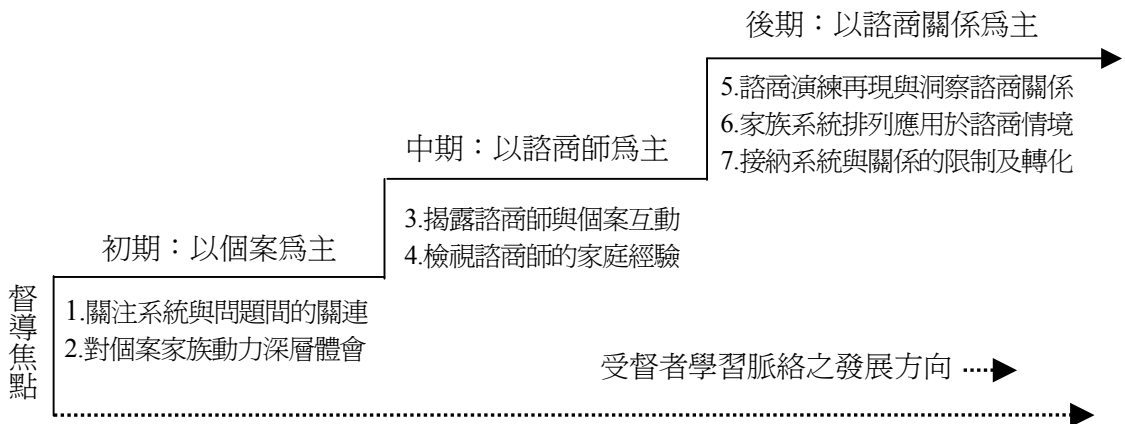 後期：以諮商關係為主
5.諮商演練再現與洞察諮商關係
6.家族系統排列應用於諮商情境
7.接納系統與關係的限制及轉化
中期：以諮商師為主
3.揭露諮商師與個案互動
4.檢視諮商師的家庭經驗
初期：以個案為主
1.關注系統與問題間的關連
2.對個案家族動力深層體會
督導焦點
受督者學習脈絡之發展方向